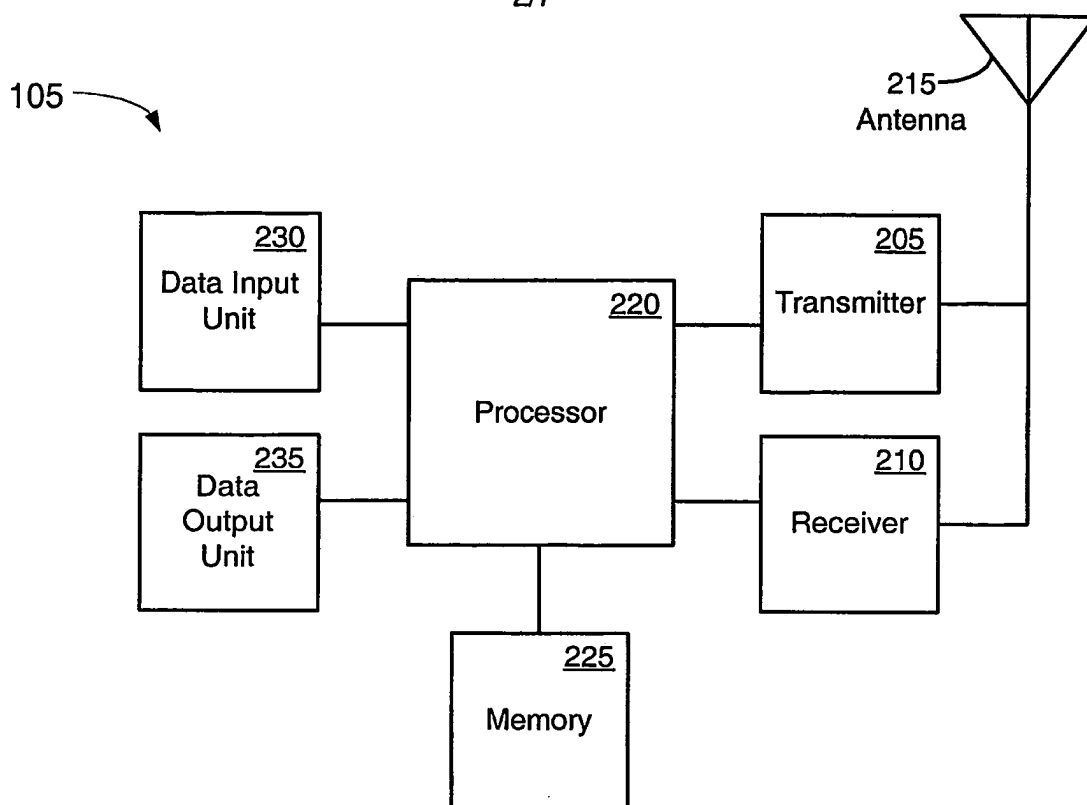 105
215
Antenna
230
Data Input
Unit
220
Processor
205
Transmitter
235
Data
Output
Unit
210
Receiver
225
Memory